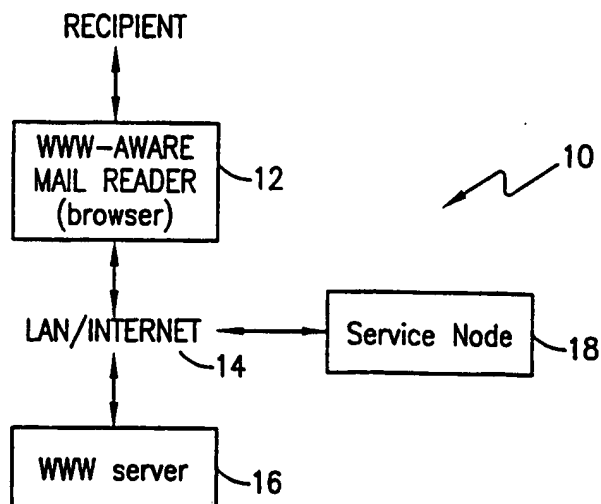 RECIPIENT
WWW-AWARE
MAIL READER
(browser)
12
10
LAN/INTERNET
14
Service Node
18
WWW server
16